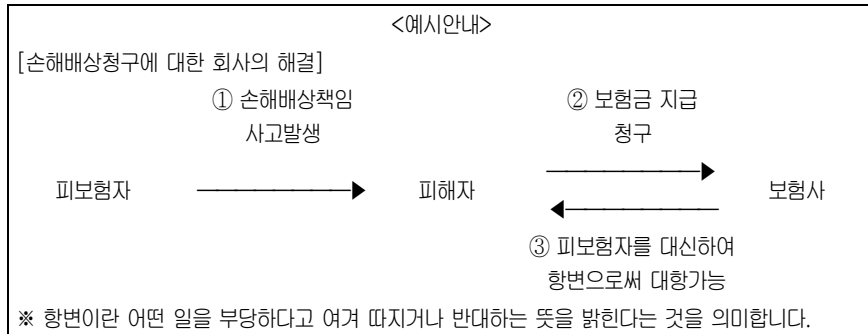 <예시안내>
[손해배상청구에 대한 회사의 해결]
① 손해배상책임 ② 보험금 지급
사고발생 청구
피보험자 피해자 보험사
③ 피보험자를 대신하여
항변으로써 대항가능
※ 항변이란 어떤 일을 부당하다고 여겨 따지거나 반대하는 뜻을 밝힌다는 것을 의미합니다.